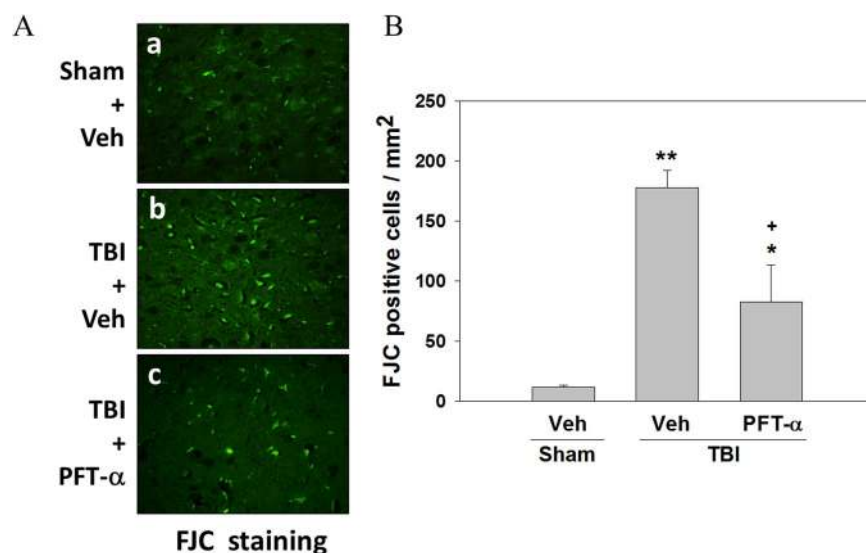 A
Sham
+
Veh
a
TBI
+
Veh
b
TBI
+
PFT-α
c
FJC staining
B
FJC positive cells / mm²
250
200
150
100
50
0
**
+
*
Veh Veh PFT-α
Sham TBI